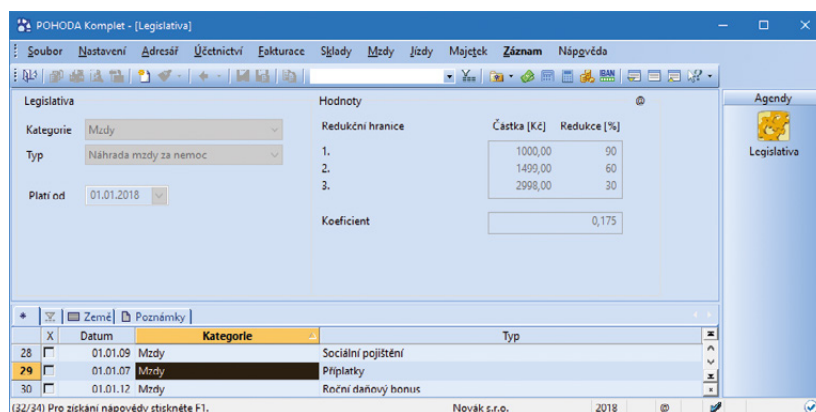 POHODA Komplet - [Legislativa]
Soubor Nastavení Adresář Účetnictví Fakturace Sklady Mzdy Jízdy Majetek Záznam Nápověda
Legislativa Hodnoty @ Agendy
Kategorie Mzdy Redukční hranice Částka [Kč] Redukce [%]
Typ Náhrada mzdy za nemoc 1. 1000,00 90 Legislativa
2. 1499,00 60
3. 2998,00 30
Platí od 01.01.2018
Koeficient 0,175
* Země Poznámky
X Datum Kategorie Typ
28 01.01.09 Mzdy Sociální pojištění
29 01.01.07 Mzdy Příplatky
30 01.01.12 Mzdy Roční daňový bonus
(32/34) Pro získání nápovědy stiskněte F1. Novák s.r.o. 2018 @